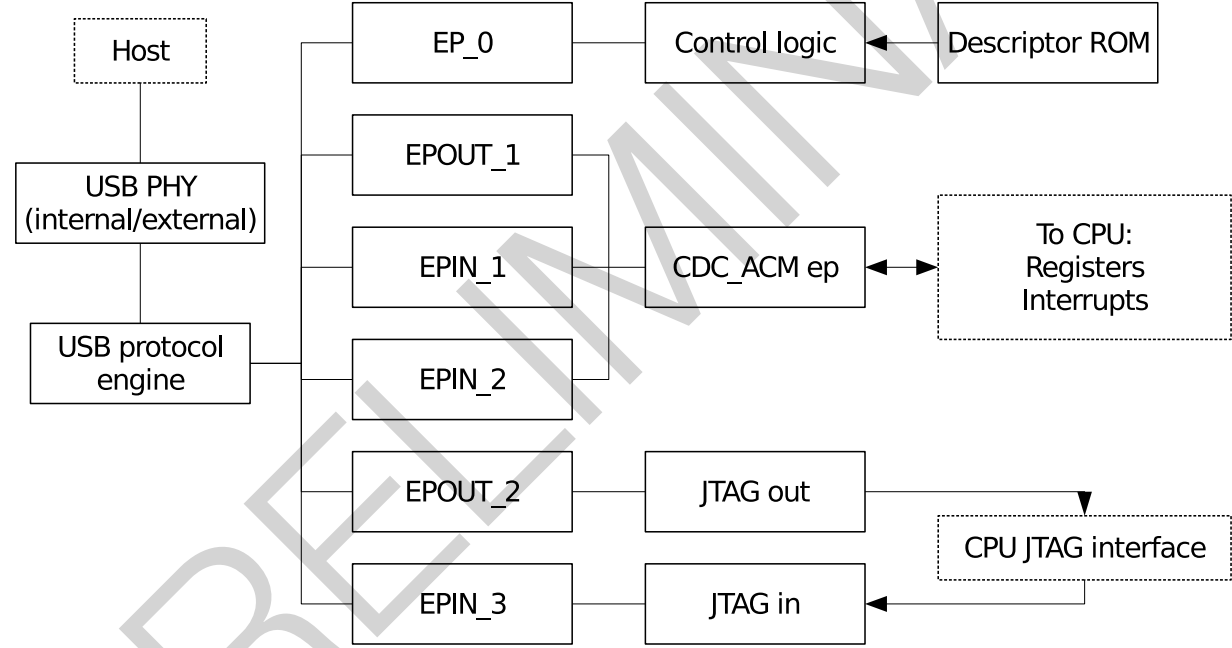 Host
EP_0
Control logic
Descriptor ROM
EPOUT_1
USB PHY
(internal/external)
EPIN_1
CDC_ACM ep
To CPU:
Registers
Interrupts
USB protocol
engine
EPIN_2
EPOUT_2
JTAG out
CPU JTAG interface
EPIN_3
JTAG in